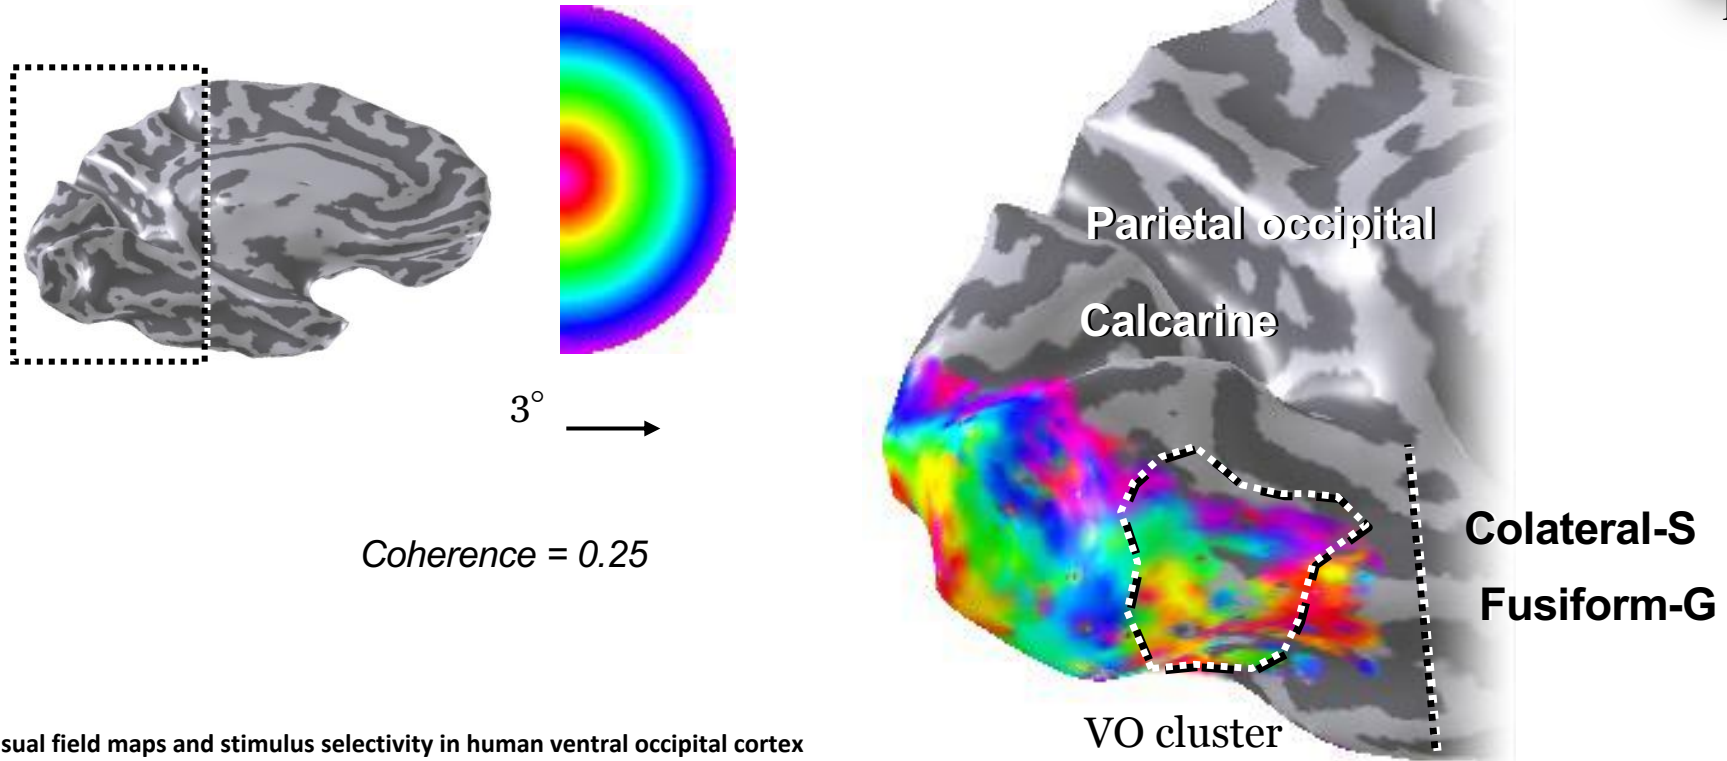 Parietal occipital
Calcarine
3°
Coherence = 0.25
Colateral-S
Fusiform-G
VO cluster
sual field maps and stimulus selectivity in human ventral occipital cortex